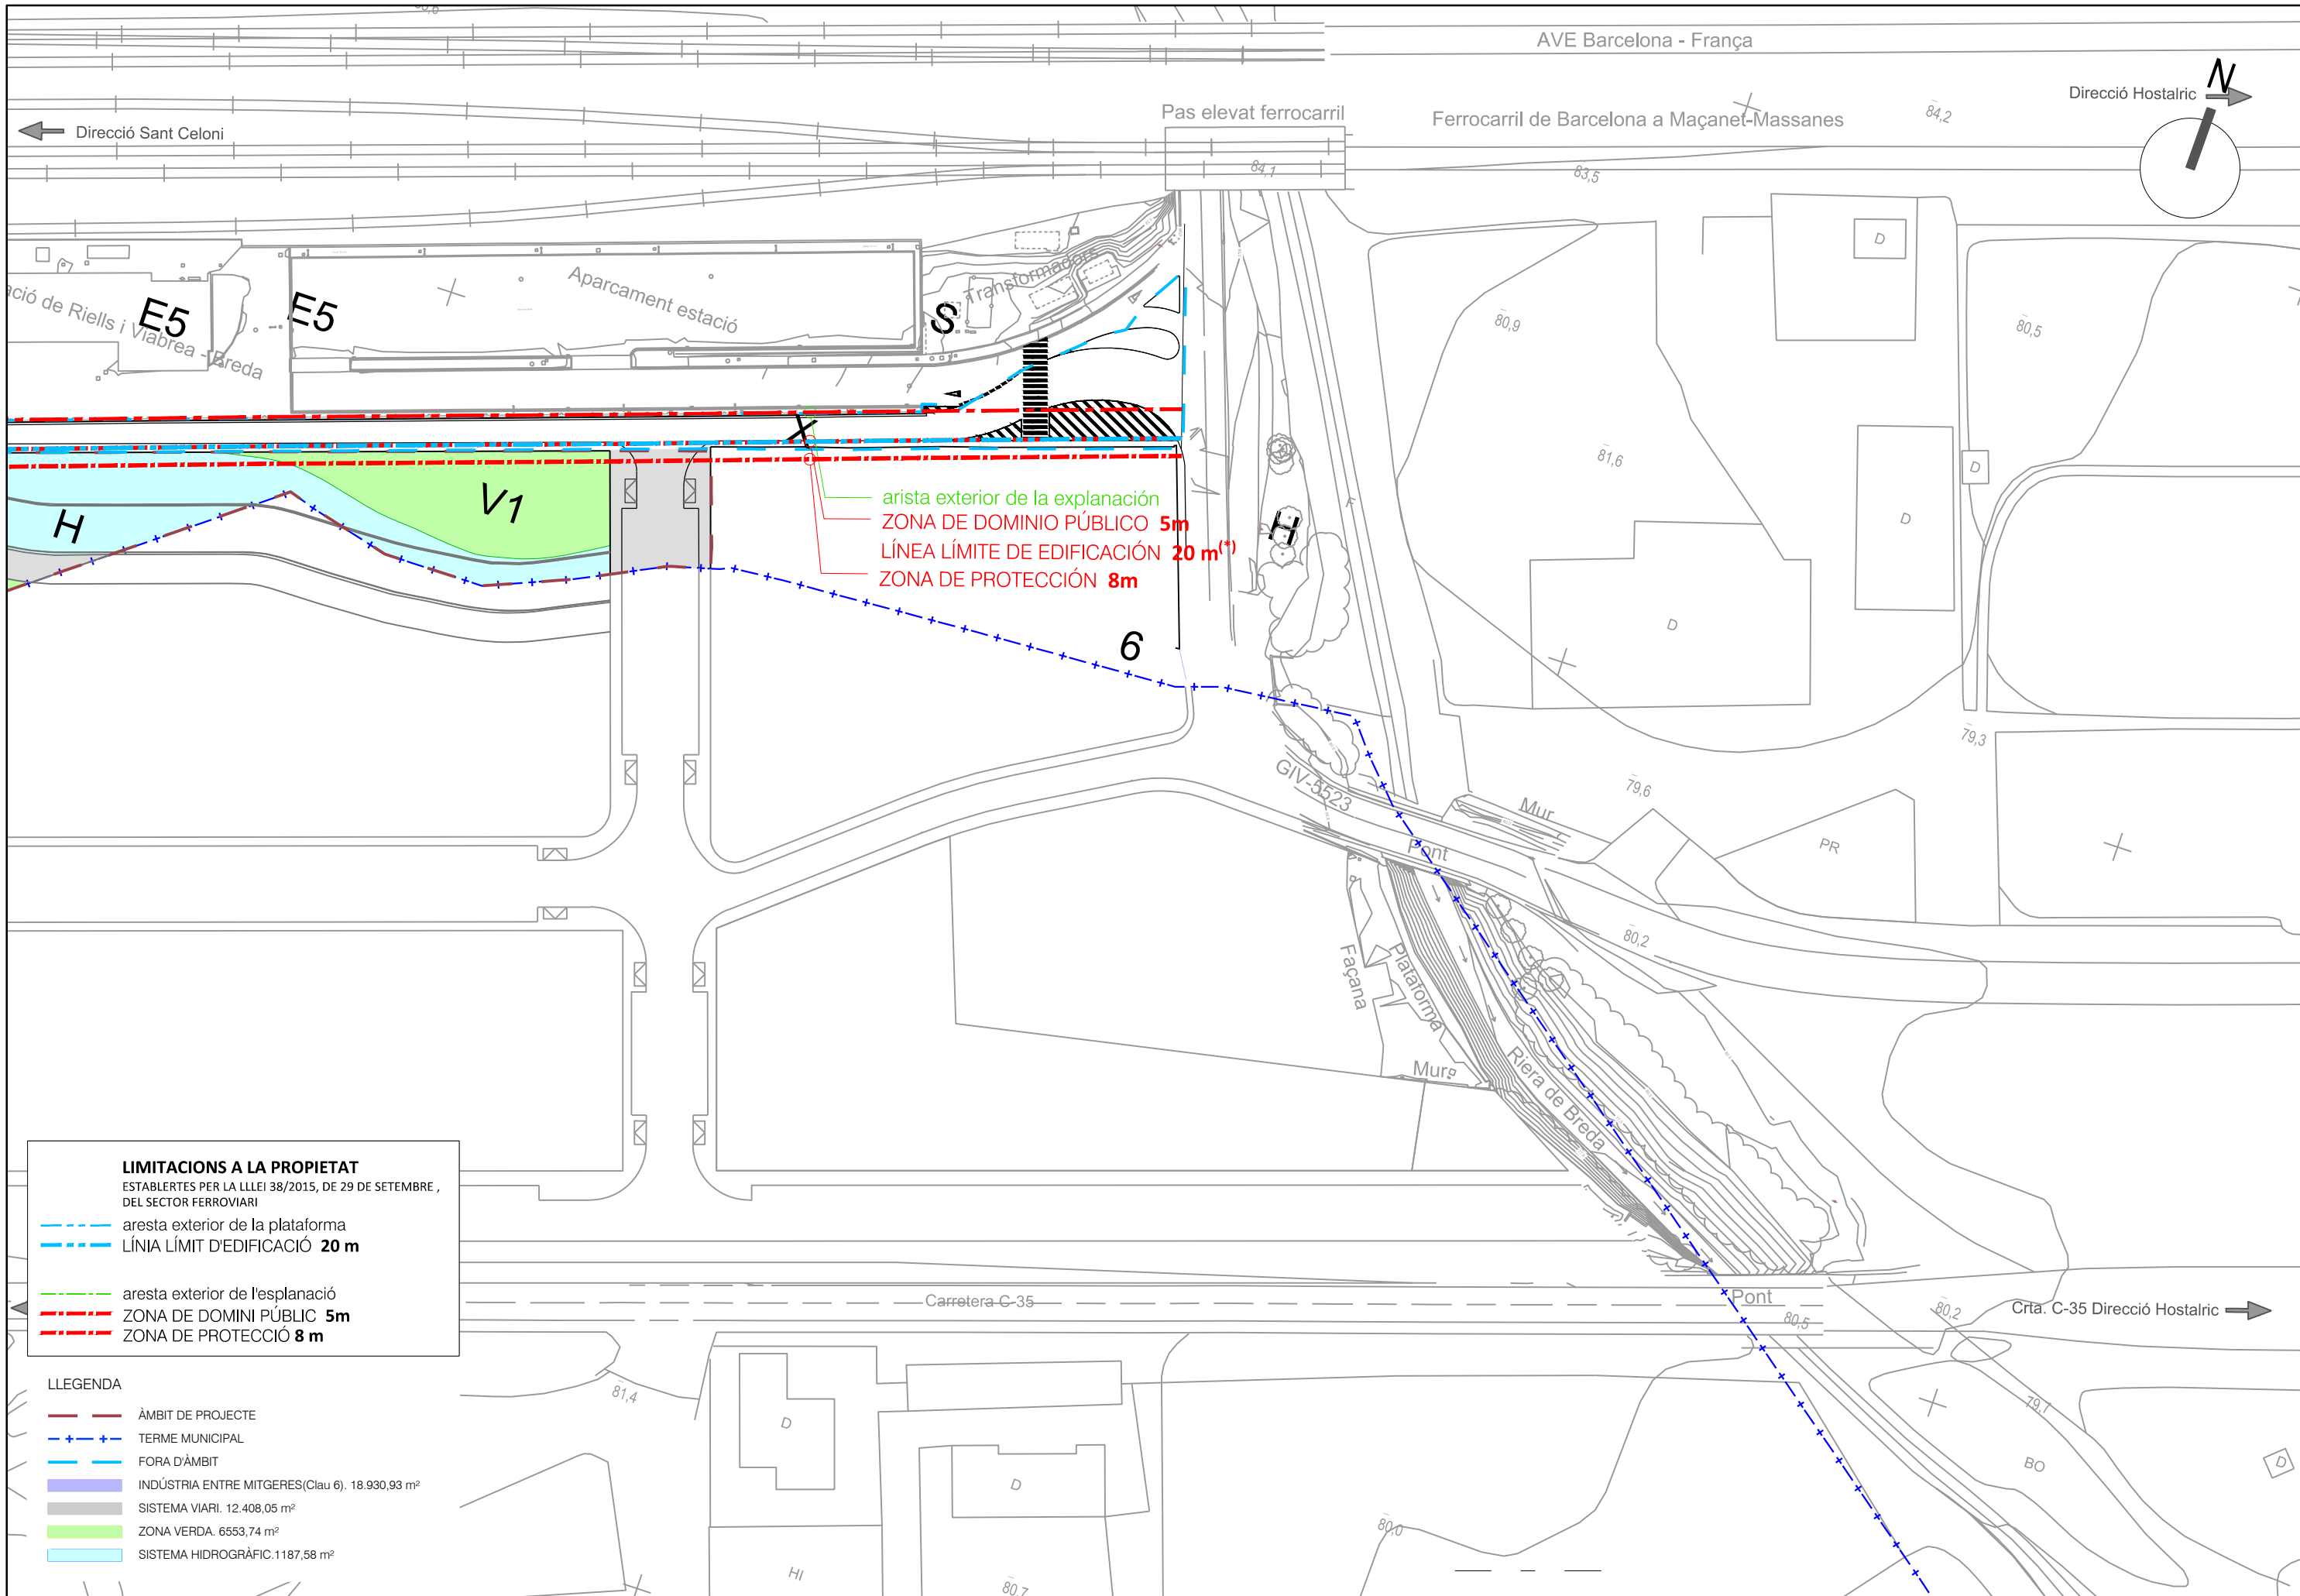 AVE Barcelona - França
N
Direcció Hostalric
Pas elevat ferrocarril
Ferrocarril de Barcelona a Maçanet-Massanes
84,2
Direcció Sant Celoni
84,1
83,5
D
Aparcament estació
Transformadors
ació de Riells i Viabrea - Breda
E5
E5
S
80,9
80,5
X
81,6
D
V1
H
H
F
D
arista exterior de la explanación
ZONA DE DOMINIO PÚBLICO 5m
LÍNEA LÍMITE DE EDIFICACIÓN 20 m(*)
ZONA DE PROTECCIÓN 8m
D
6
79,3
GIV-5523
79,6
Mur
Pont
PR
80,2
Façana
Plataforma
Mur
Riera de Breda
LIMITACIONS A LA PROPIETAT
ESTABLERTES PER LA LLLEI 38/2015, DE 29 DE SETEMBRE ,
DEL SECTOR FERROVIARI
aresta exterior de la plataforma
LÍNIA LÍMIT D'EDIFICACIÓ 20 m
aresta exterior de l'esplanació
ZONA DE DOMINI PÚBLIC 5m
ZONA DE PROTECCIÓ 8 m
Carretera C-35
Pont
80,5
80,2
Crta. C-35 Direcció Hostalric
81,4
79,1
D
D
BO
D
80,0
HI
80,7
LLEGENDA
ÀMBIT DE PROJECTE
TERME MUNICIPAL
FORA D'ÀMBIT
INDÚSTRIA ENTRE MITGERES(Clau 6). 18.930,93 m²
SISTEMA VIARI. 12.408,05 m²
ZONA VERDA. 6553,74 m²
SISTEMA HIDROGRÀFIC.1187,58 m²